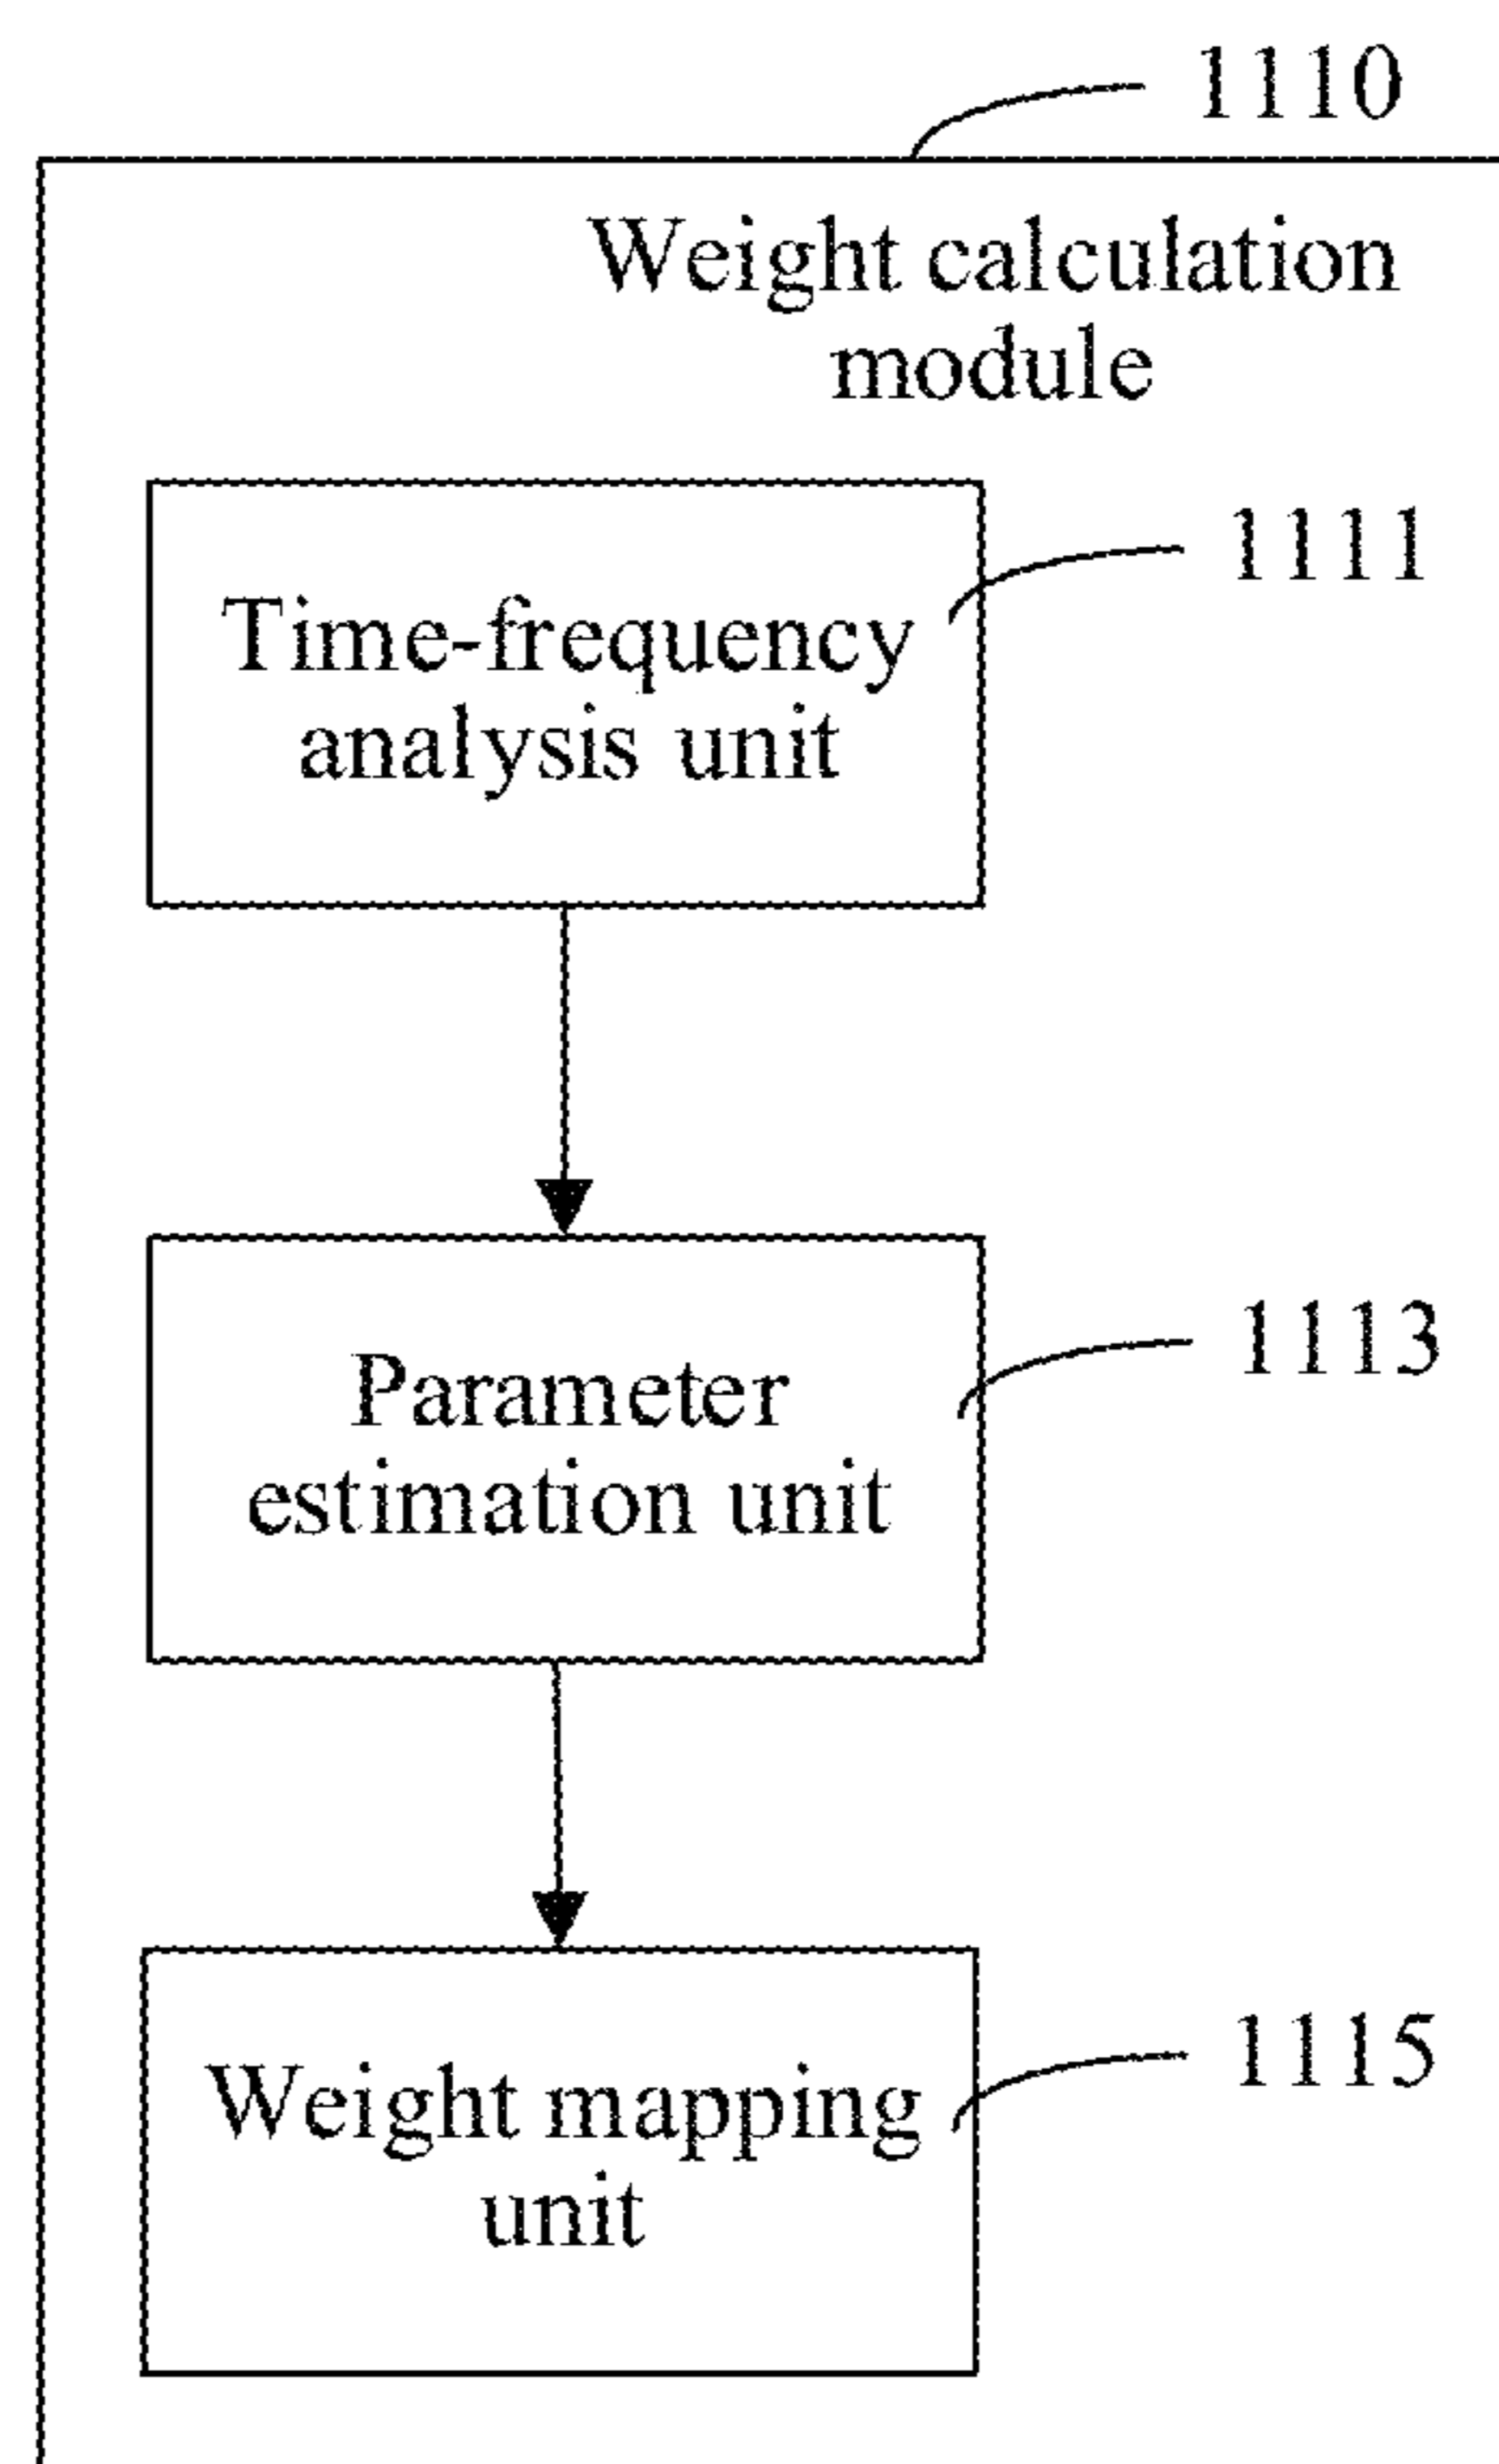 1110
Weight calculation
module
1111
Time-frequency
analysis unit
1113
Parameter
estimation unit
1115
Weight mapping
unit